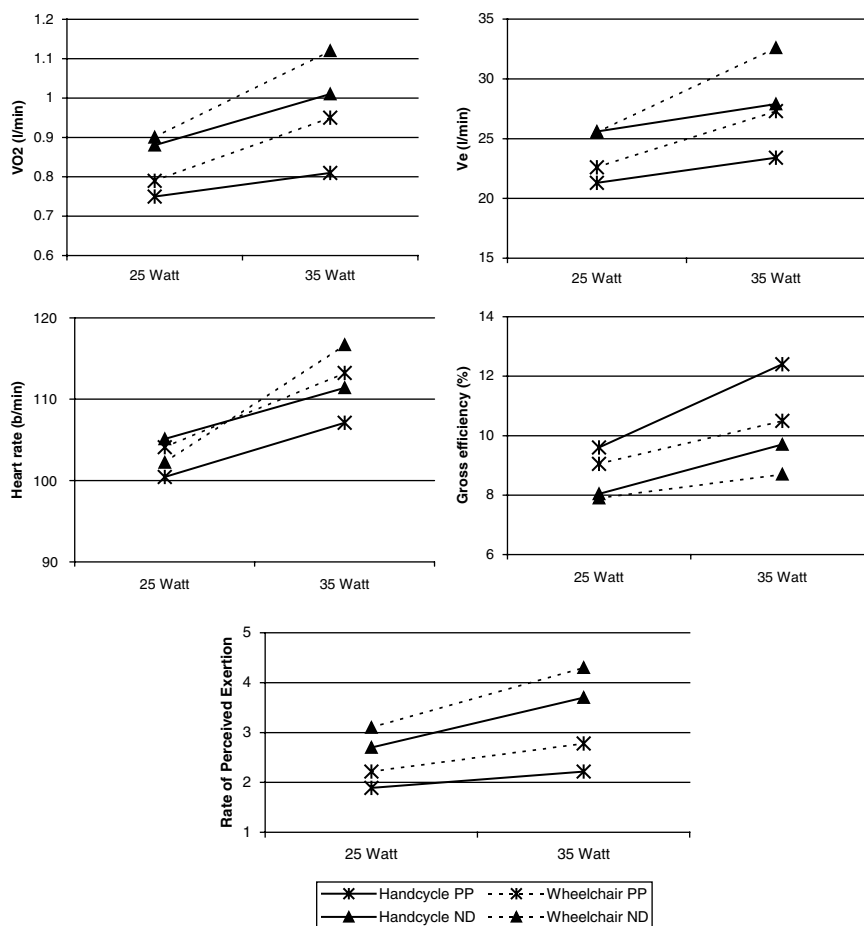 1.2
1.1
1
0.9
0.8
0.7
0.6
VO2 (l/min)
25 Watt 35 Watt
35
30
25
20
15
Ve (l/min)
25 Watt 35 Watt
120
110
100
90
Heart rate (b/min)
25 Watt 35 Watt
14
12
10
8
6
Gross efficiency (%)
25 Watt 35 Watt
5
4
3
2
1
Rate of Perceived Exertion
25 Watt 35 Watt
Handcycle PP Wheelchair PP
Handcycle ND Wheelchair ND